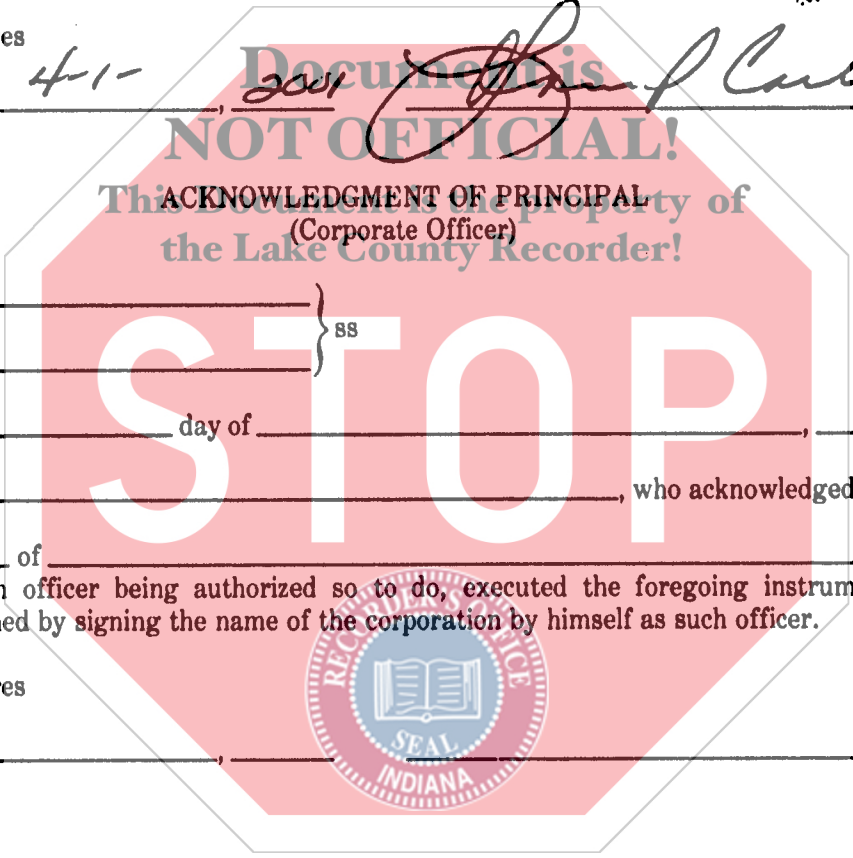 es
4-1- , 2001
Document is
NOT OFFICIAL!
This Document is the property of
the Lake County Recorder!
ACKNOWLEDGMENT OF PRINCIPAL
(Corporate Officer)
ss
STOP
day of ,
, who acknowledged
of
officer being authorized so to do, executed the foregoing instrum
ed by signing the name of the corporation by himself as such officer.
RECORDER'S OFFICE
SEAL
INDIANA
es
,